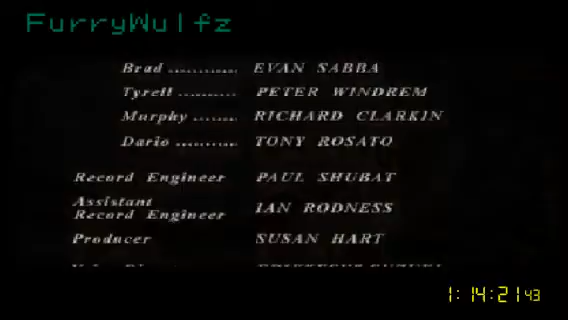 FurryWulfz
Brad ............ EVAN SABBA
Tyrell .......... PETER WINDREM
Murphy ....... RICHARD CLARKIN
Dario .......... TONY ROSATO
Record Engineer PAUL SHUBAT
Assistant
Record Engineer IAN RODNESS
Producer SUSAN HART
1:14:21 43